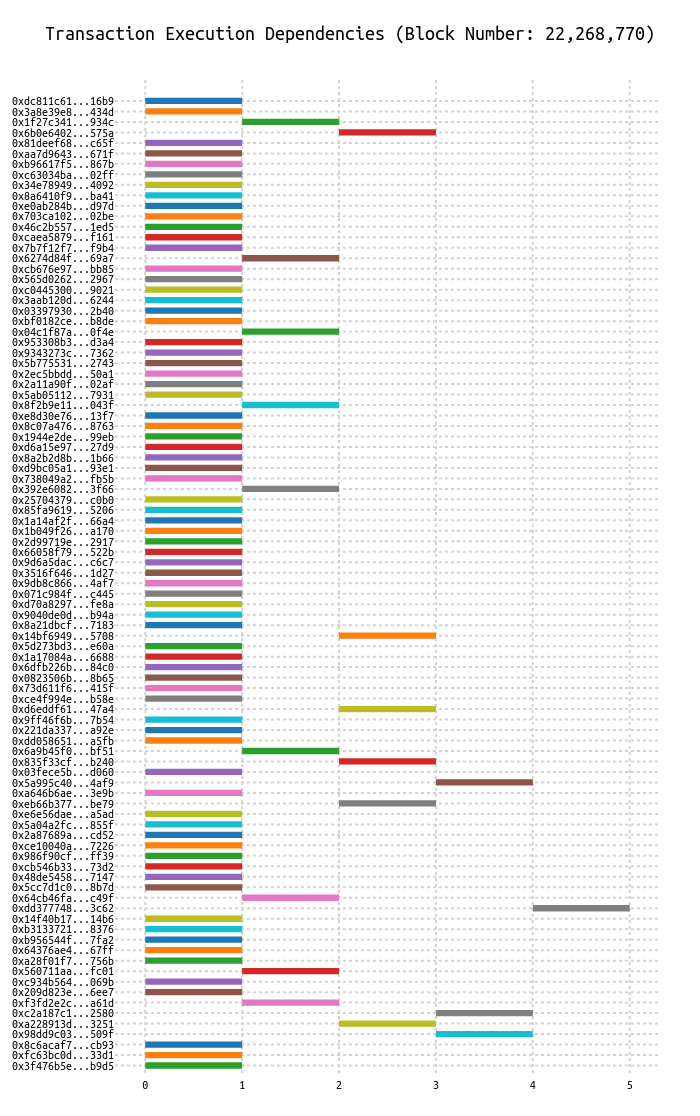 Transaction Execution Dependencies (Block Number: 22,268,770)
0xdc811c61...16b9
0x3a8e39e8...434d
0x1f27c341...934c
0x6b0e6402...575a
0x81deef68...c65f
0xaa7d9643...671f
0xb96617f5...867b
0xc63034ba...02ff
0x34e78949...4092
0x8a6410f9...ba41
0xe0ab284b...d97d
0x703ca102...02be
0x46c2b557...1ed5
0xcaea5879...f161
0x7b7f12f7...f9b4
0x6274d84f...69a7
0xcb676e97...bb85
0x565d0262...2967
0xc0445300...9021
0x3aab120d...6244
0x03397930...2b40
0xbf0182ce...b8de
0x04c1f87a...0f4e
0x953308b3...d3a4
0x9343273c...7362
0x5b775531...2743
0x2ec5bbdd...50a1
0x2a11a90f...02af
0x5ab05112...7931
0x8f2b9e11...043f
0xe8d30e76...13f7
0x8c07a476...8763
0x1944e2de...99eb
0xd6a15e97...27d9
0x8a2b2d8b...1b66
0xd9bc05a1...93e1
0x738049a2...fb5b
0x392e6082...3f66
0x25704379...c0b0
0x85fa9619...5206
0x1a14af2f...66a4
0x1b049f26...a170
0x2d99719e...2917
0x66058f79...522b
0x9d6a5dac...c6c7
0x3516f646...1d27
0x9db8c866...4af7
0x071c984f...c445
0xd70a8297...fe8a
0x9040de0d...b94a
0x8a21dbcf...7183
0x14bf6949...5708
0x5d273bd3...e60a
0x1a17084a...6688
0x6dfb226b...84c0
0x0823506b...8b65
0x73d611f6...415f
0xce4f994e...b58e
0xd6eddf61...47a4
0x9ff46f6b...7b54
0x221da337...a92e
0xdd058651...a5fb
0x6a9b45f0...bf51
0x835f33cf...b240
0x03fece5b...d060
0x5a995c40...4af9
0xa646b6ae...3e9b
0xeb66b377...be79
0xe6e56dae...a5ad
0x5a04a2fc...855f
0x2a87689a...cd52
0xce10040a...7226
0x986f90cf...ff39
0xcb546b33...73d2
0x48de5458...7147
0x5cc7d1c0...8b7d
0x64cb46fa...c49f
0xdd377748...3c62
0x14f40b17...14b6
0xb3133721...8376
0xb956544f...7fa2
0x64376ae4...67ff
0xa28f01f7...756b
0x560711aa...fc01
0xc934b564...069b
0x209d823e...6ee7
0xf3fd2e2c...a61d
0xc2a187c1...2580
0xa228913d...3251
0x98dd9c03...509f
0x8c6acaf7...cb93
0xfc63bc0d...33d1
0x3f476b5e...b9d5
0 1 2 3 4 5